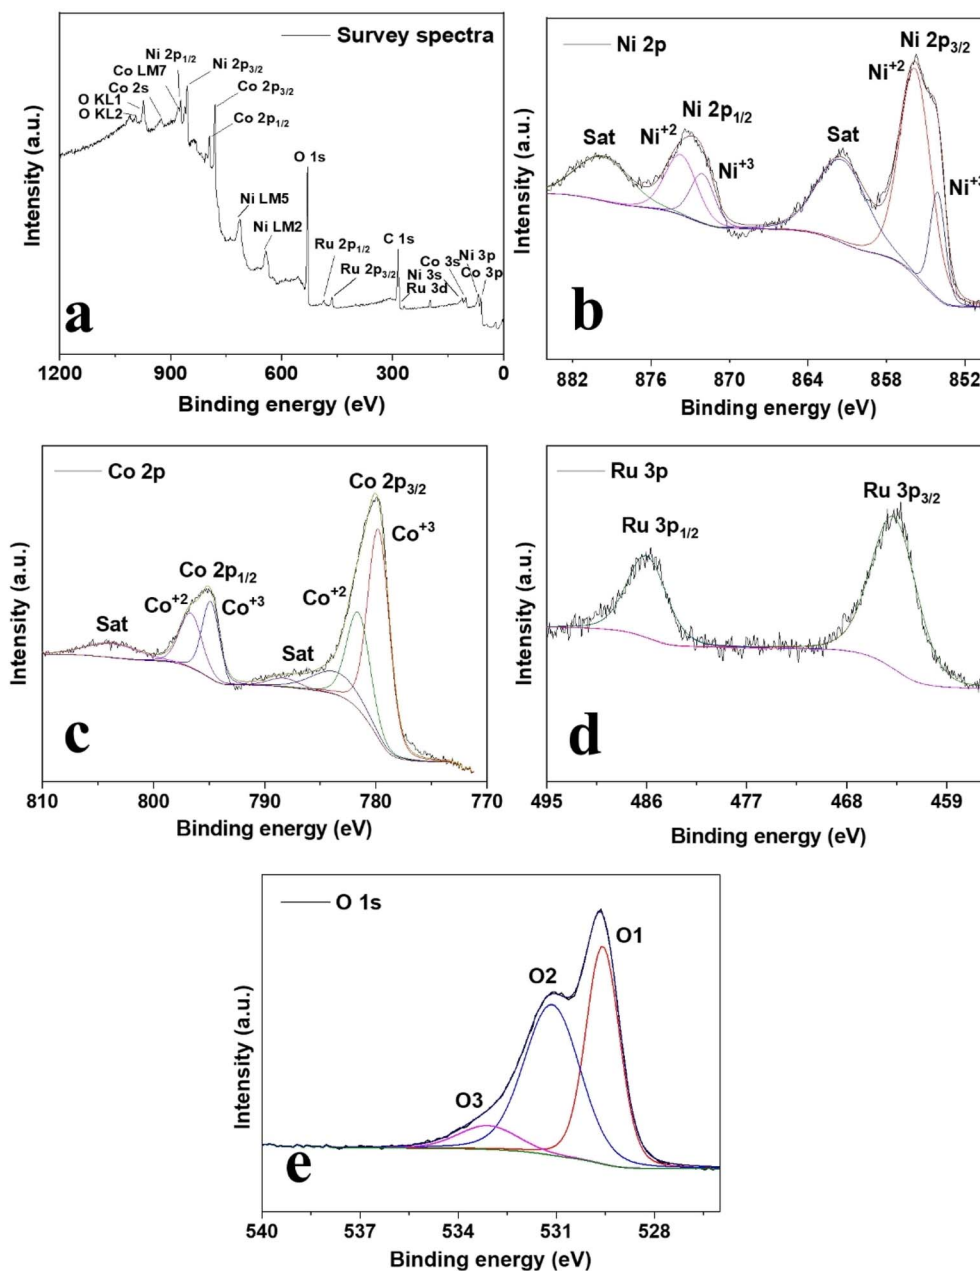 Survey spectra
Ni 2p1/2
Co LM7
Co 2s
O KL1
O KL2
Ni 2p3/2
Co 2p3/2
Co 2p1/2
O 1s
Ni LM5
Ni LM2
Ru 2p1/2
Ru 2p3/2
C 1s
Ni 3s
Ru 3d
Co 3s
Ni 3p
Co 3p
a
1200 900 600 300 0
Binding energy (eV)
Intensity (a.u.)
Ni 2p
Ni 2p3/2
Ni+2
Ni 2p1/2
Sat
Ni+2
Ni+3
Sat
b
882 876 870 864 858 852
Binding energy (eV)
Intensity (a.u.)
Co 2p
Co 2p3/2
Co+3
Co+2
Co 2p1/2
Co+2
Co+3
Sat
Sat
c
810 800 790 780 770
Binding energy (eV)
Intensity (a.u.)
Ru 3p
Ru 3p3/2
Ru 3p1/2
d
495 486 477 468 459
Binding energy (eV)
Intensity (a.u.)
O 1s
O1
O2
O3
e
540 537 534 531 528
Binding energy (eV)
Intensity (a.u.)